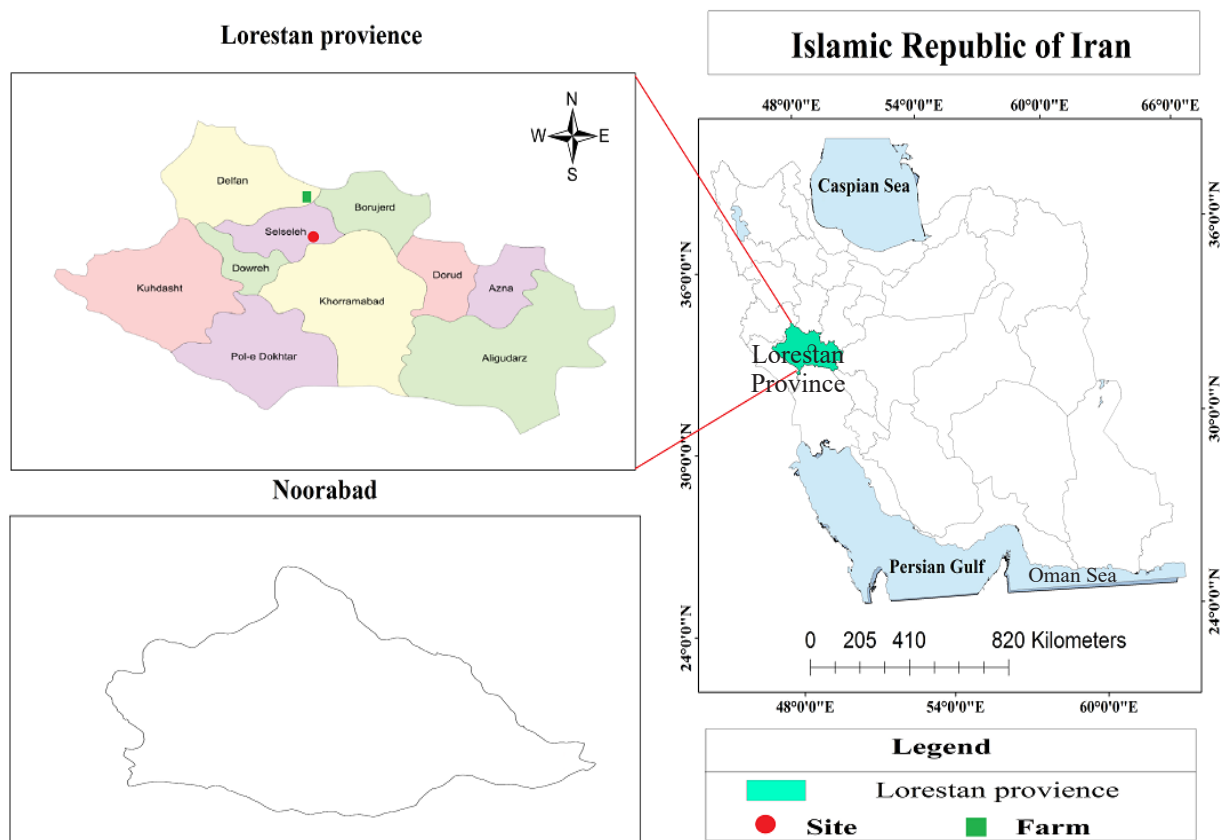 Lorestan provience
N
W E
S
Delfan
Borujerd
Selseleh
Dowreh
Kuhdasht
Khorramabad
Dorud
Azna
Pol-e Dokhtar
Aligudarz
Noorabad
Islamic Republic of Iran
48°0'0"E 54°0'0"E 60°0'0"E 66°0'0"E
Caspian Sea
36°0'0"N
36°0'0"N
Lorestan
Province
30°0'0"N
30°0'0"N
Persian Gulf
Oman Sea
24°0'0"N
24°0'0"N
0 205 410 820 Kilometers
48°0'0"E 54°0'0"E 60°0'0"E
Legend
Lorestan provience
Site Farm